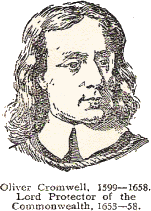 Oliver Cromwell, 1599—1658.
Lord Protector of the
Commonwealth, 1653—58.